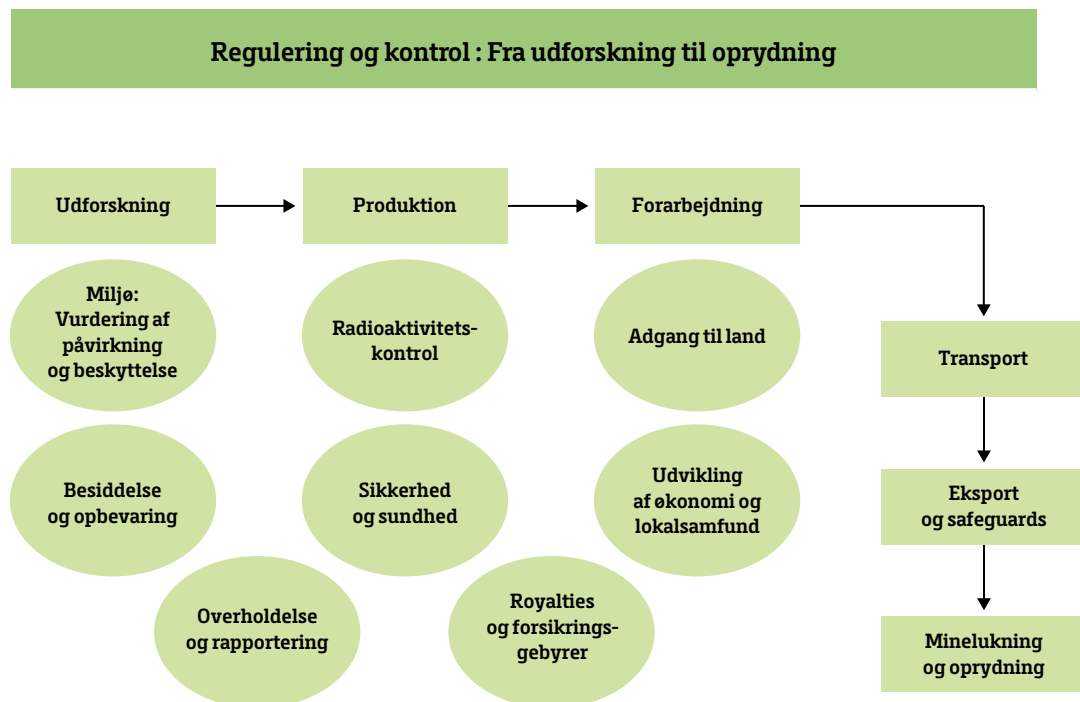 Regulering og kontrol : Fra udforskning til oprydning
Udforskning
Produktion
Forarbejdning
Miljø:
Vurdering af
påvirkning
og beskyttelse
Radioaktivitets-
kontrol
Adgang til land
Transport
Besiddelse
og opbevaring
Sikkerhed
og sundhed
Udvikling
af økonomi og
lokalsamfund
Eksport
og safeguards
Overholdelse
og rapportering
Royalties
og forsikrings-
gebyrer
Minelukning
og oprydning